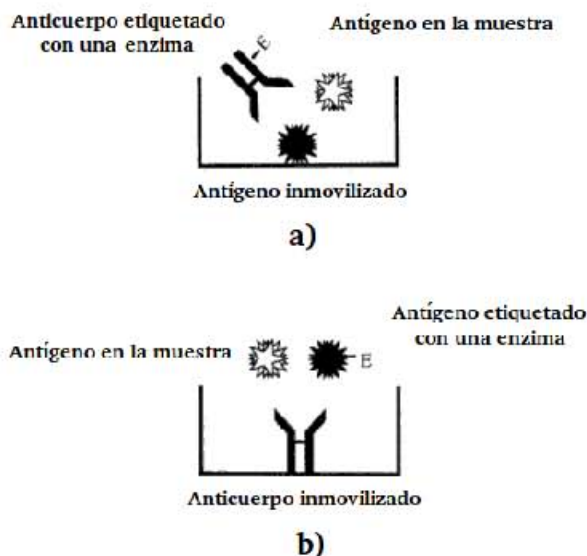 Anticuerpo etiquetado
con una enzima
Antígeno en la muestra
E
Antígeno inmovilizado
a)
Antígeno etiquetado
con una enzima
Antígeno en la muestra
E
Anticuerpo inmovilizado
b)